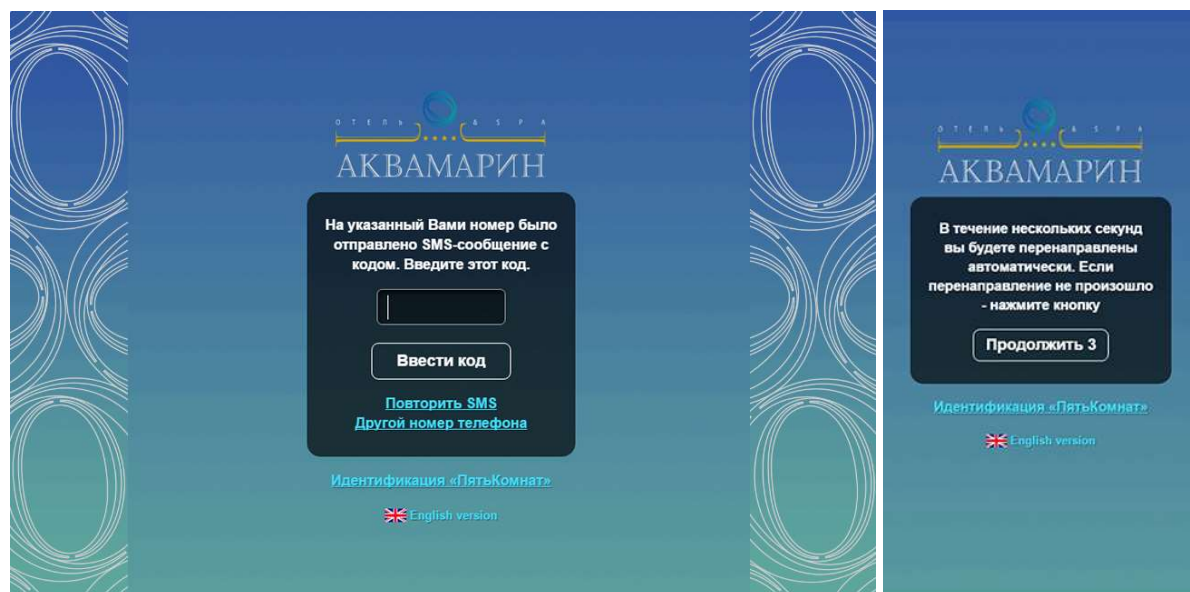 ОТЕЛЬ & SPA
АКВАМАРИН
На указанный Вами номер было
отправлено SMS-сообщение с
кодом. Введите этот код.
Ввести код
Повторить SMS
Другой номер телефона
Идентификация «ПятьКомнат»
English version
ОТЕЛЬ & SPA
АКВАМАРИН
В течение нескольких секунд
вы будете перенаправлены
автоматически. Если
перенаправление не произошло
- нажмите кнопку
Продолжить 3
Идентификация «ПятьКомнат»
English version